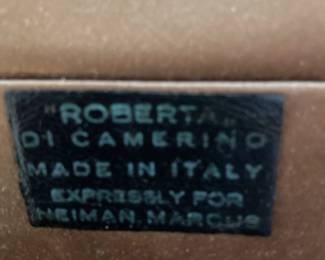 "ROBERTA"
DI CAMERINO
MADE IN ITALY
EXPRESSLY FOR
NEIMAN MARCUS